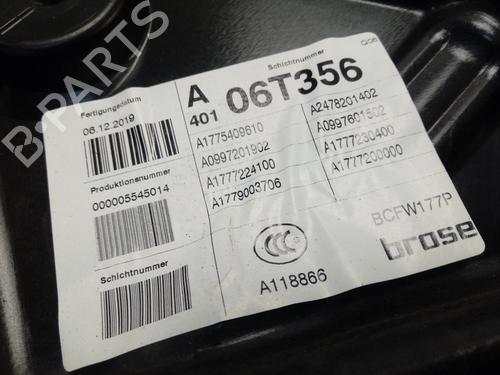 B-PARTS
Schichtnummer
Fertigungsdatum
06.12.2019
A
401
06T356
A1775409610
A0997201902
A1777224100
A1779003706
A2478201402
A0997601502
A1777230400
A1777200000
Produktionsnummer
000005545014
Schichtnummer
CCC
A118866
BCFW177P
brose